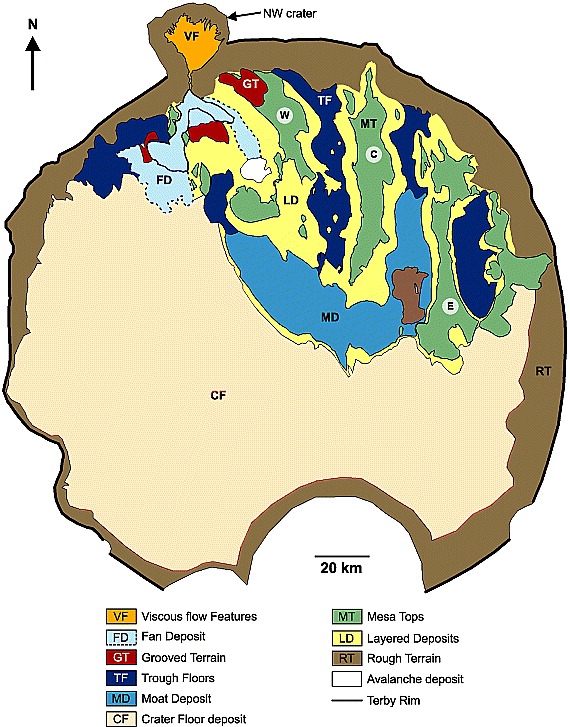 NW crater
N
VF
GT
TF
W
MT
C
FD
LD
MD
E
RT
CF
20 km
VF Viscous flow Features
FD Fan Deposit
GT Grooved Terrain
TF Trough Floors
MD Moat Deposit
CF Crater Floor deposit
MT Mesa Tops
LD Layered Deposits
RT Rough Terrain
Avalanche deposit
Terby Rim